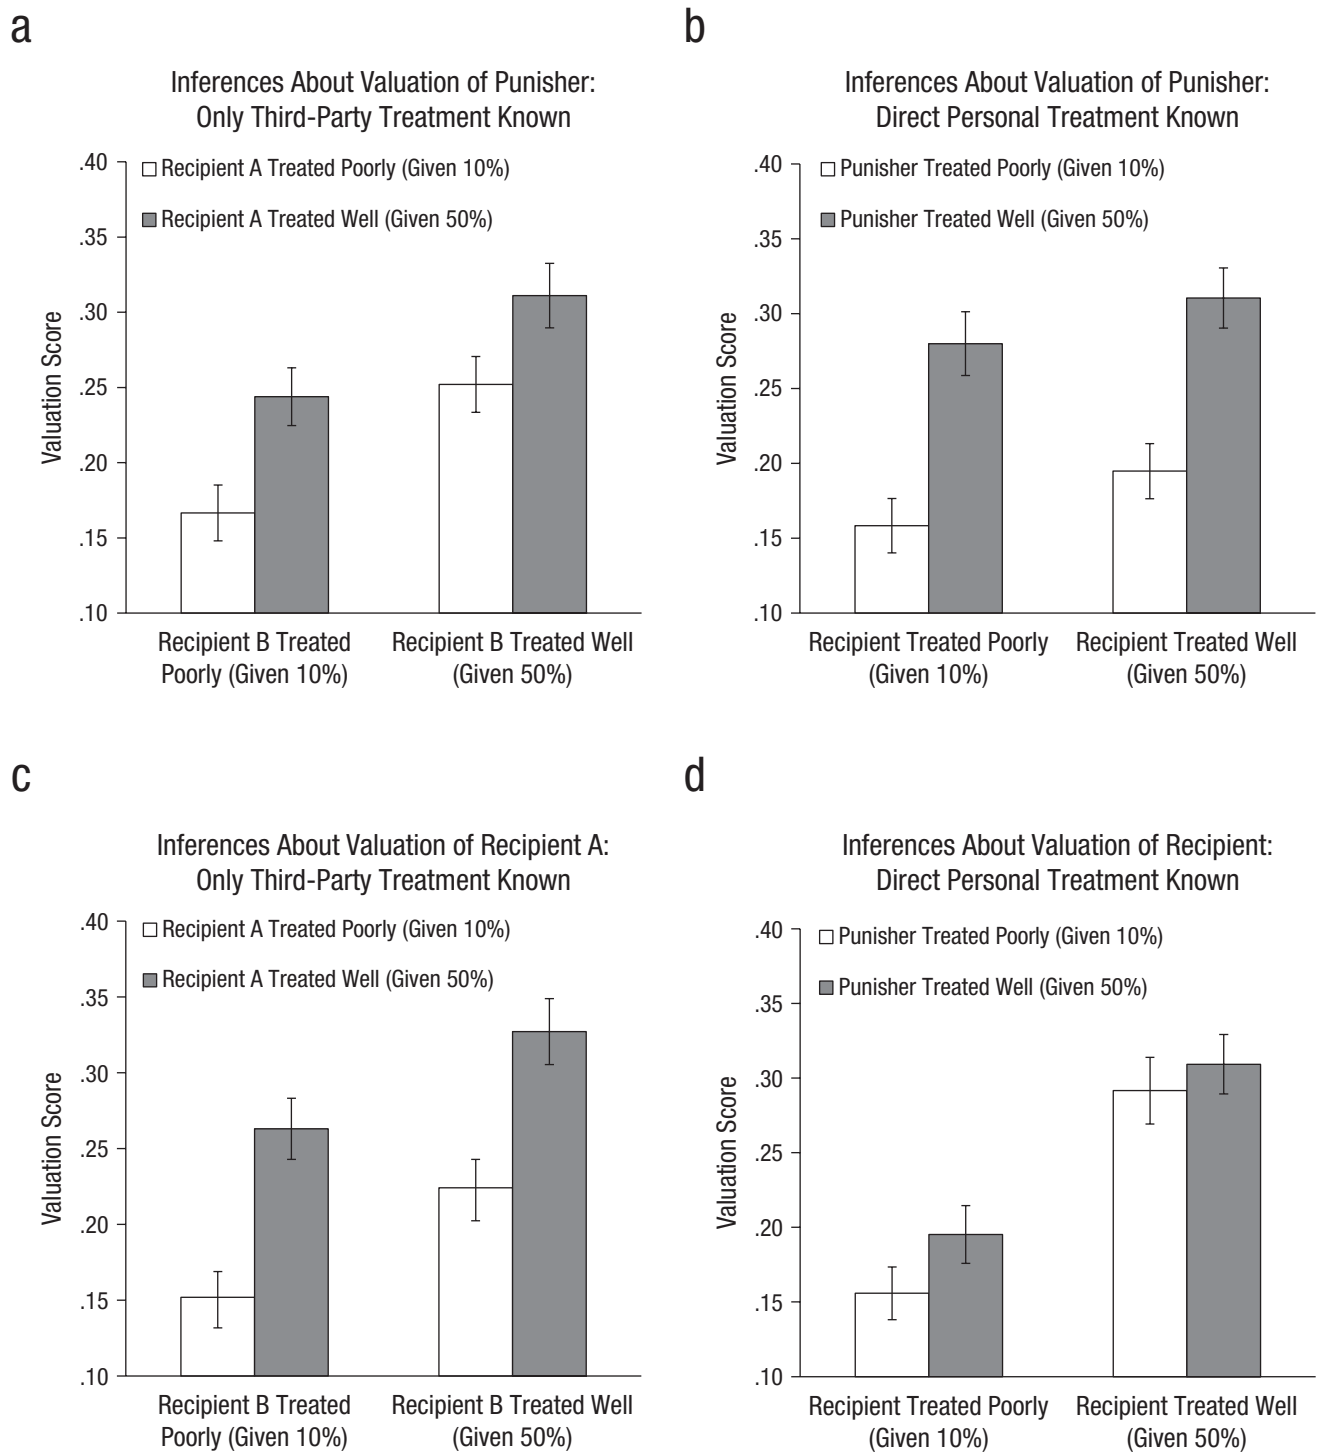 a
Inferences About Valuation of Punisher:
Only Third-Party Treatment Known
Recipient A Treated Poorly (Given 10%)
Recipient A Treated Well (Given 50%)
Valuation Score
.40
.35
.30
.25
.20
.15
.10
Recipient B Treated
Poorly (Given 10%)
Recipient B Treated Well
(Given 50%)
b
Inferences About Valuation of Punisher:
Direct Personal Treatment Known
Punisher Treated Poorly (Given 10%)
Punisher Treated Well (Given 50%)
Valuation Score
.40
.35
.30
.25
.20
.15
.10
Recipient Treated Poorly
(Given 10%)
Recipient Treated Well
(Given 50%)
c
Inferences About Valuation of Recipient A:
Only Third-Party Treatment Known
Recipient A Treated Poorly (Given 10%)
Recipient A Treated Well (Given 50%)
Valuation Score
.40
.35
.30
.25
.20
.15
.10
Recipient B Treated
Poorly (Given 10%)
Recipient B Treated Well
(Given 50%)
d
Inferences About Valuation of Recipient:
Direct Personal Treatment Known
Punisher Treated Poorly (Given 10%)
Punisher Treated Well (Given 50%)
Valuation Score
.40
.35
.30
.25
.20
.15
.10
Recipient Treated Poorly
(Given 10%)
Recipient Treated Well
(Given 50%)